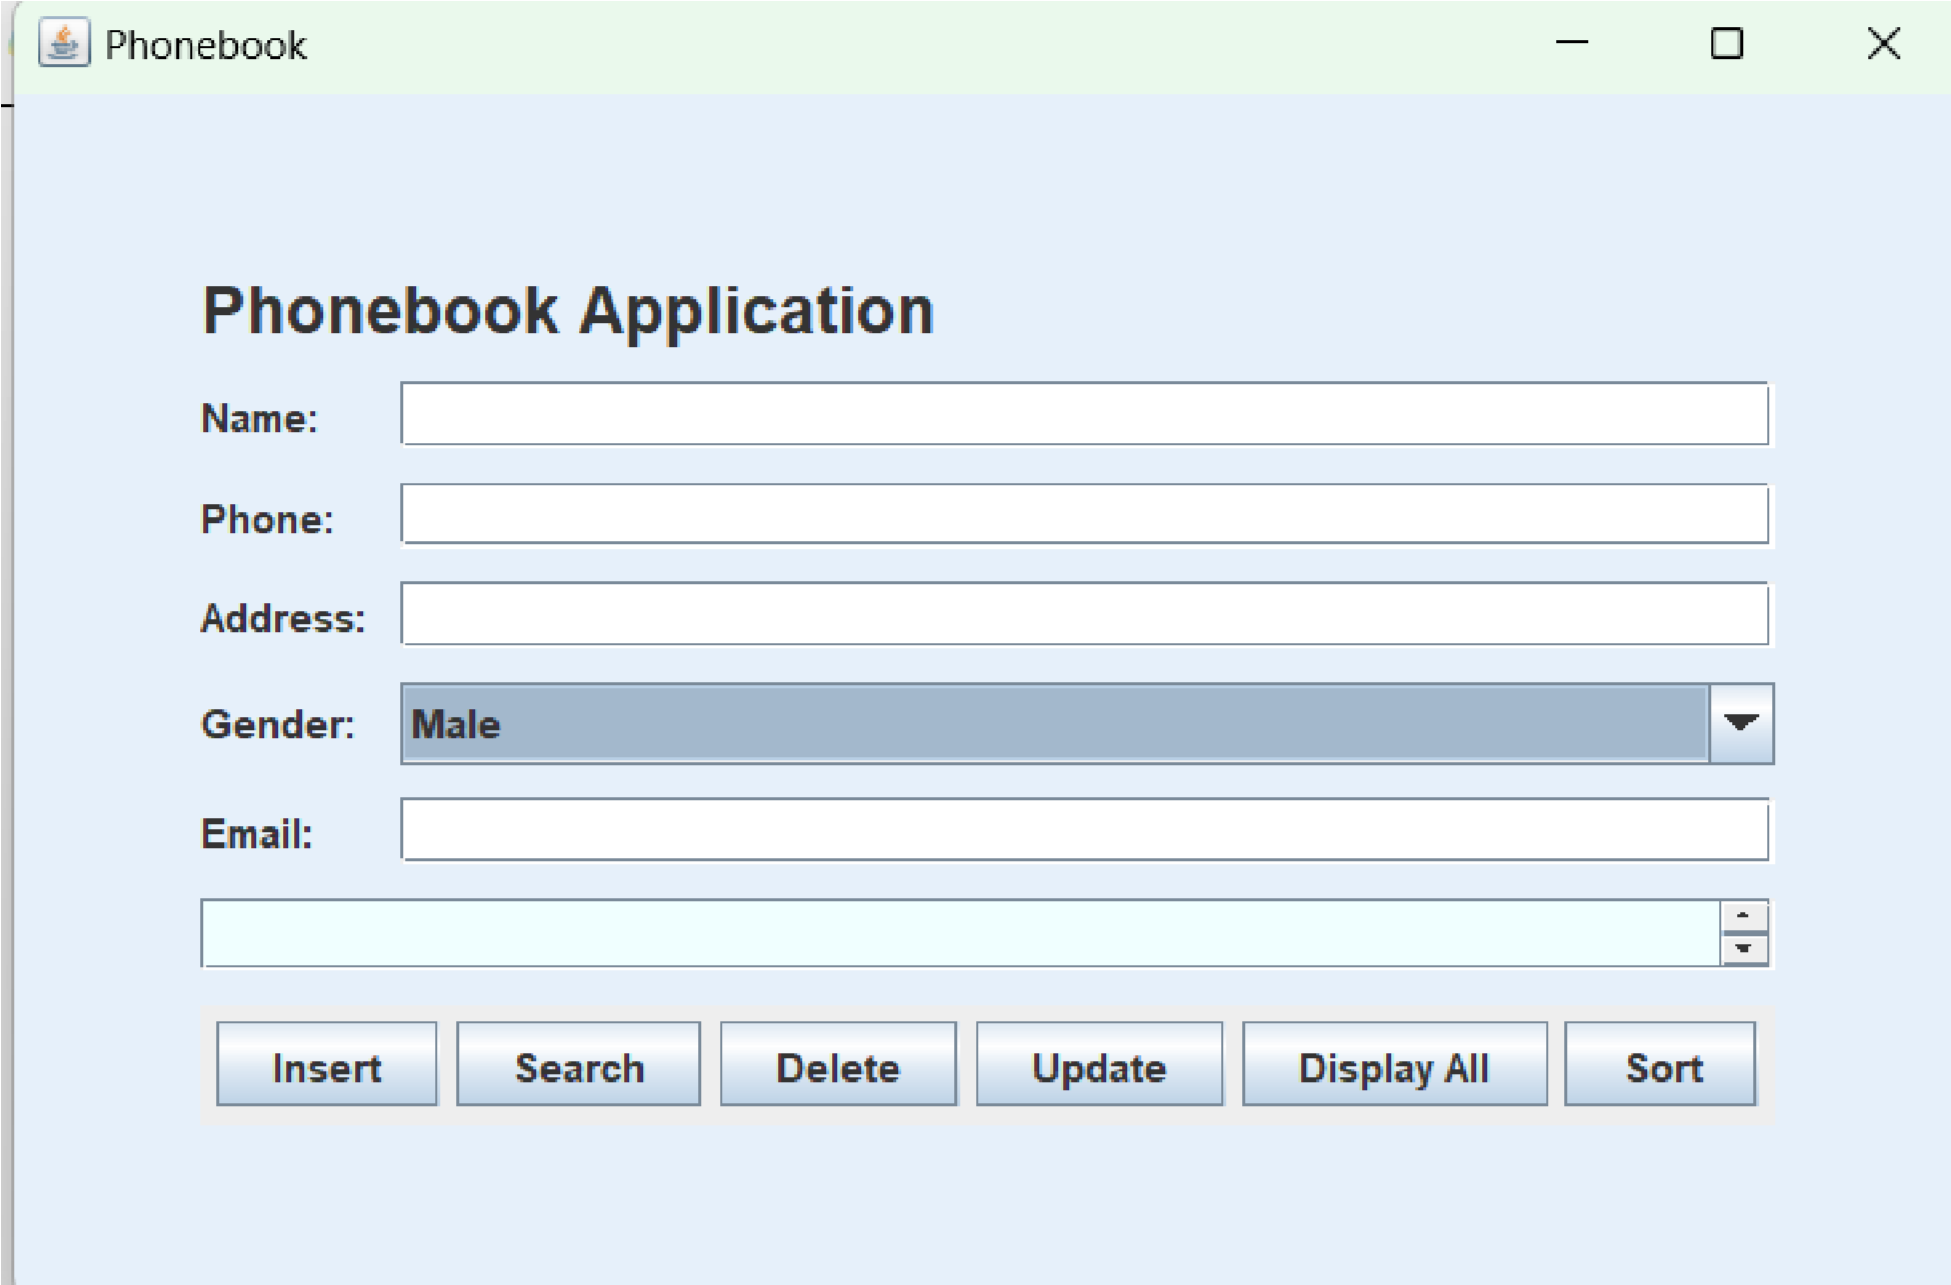 Phonebook
Phonebook Application
Name:
Phone:
Address:
Gender: Male
Email:
Insert Search Delete Update Display All Sort